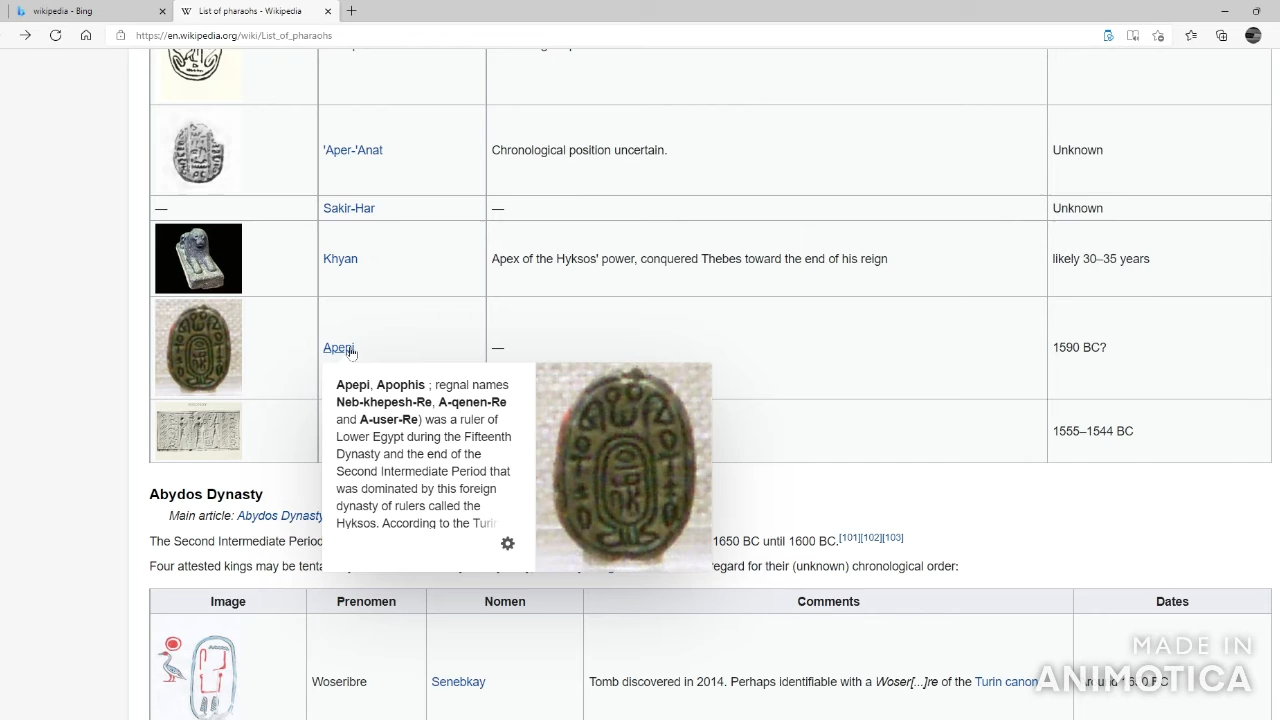 wikipedia - Bing
List of pharaohs - Wikipedia
https://en.wikipedia.org/wiki/List_of_pharaohs
'Aper-'Anat
Chronological position uncertain.
Unknown
—
Sakir-Har
—
Unknown
Khyan
Apex of the Hyksos' power, conquered Thebes toward the end of his reign
likely 30–35 years
Apepi
—
1590 BC?
Apepi, Apophis ; regnal names
Neb-khepesh-Re, A-qenen-Re
and A-user-Re) was a ruler of
Lower Egypt during the Fifteenth
Dynasty and the end of the
Second Intermediate Period that
was dominated by this foreign
dynasty of rulers called the
Hyksos. According to the Turin
1555–1544 BC
Abydos Dynasty
Main article: Abydos Dynasty
The Second Intermediate Period
1650 BC until 1600 BC.[101][102][103]
Four attested kings may be
regard for their (unknown) chronological order:
Image Prenomen Nomen Comments Dates
Woseribre
Senebkay
Tomb discovered in 2014. Perhaps identifiable with a Woser[...]re of the Turin canon
MADE IN
ANIMOTICA